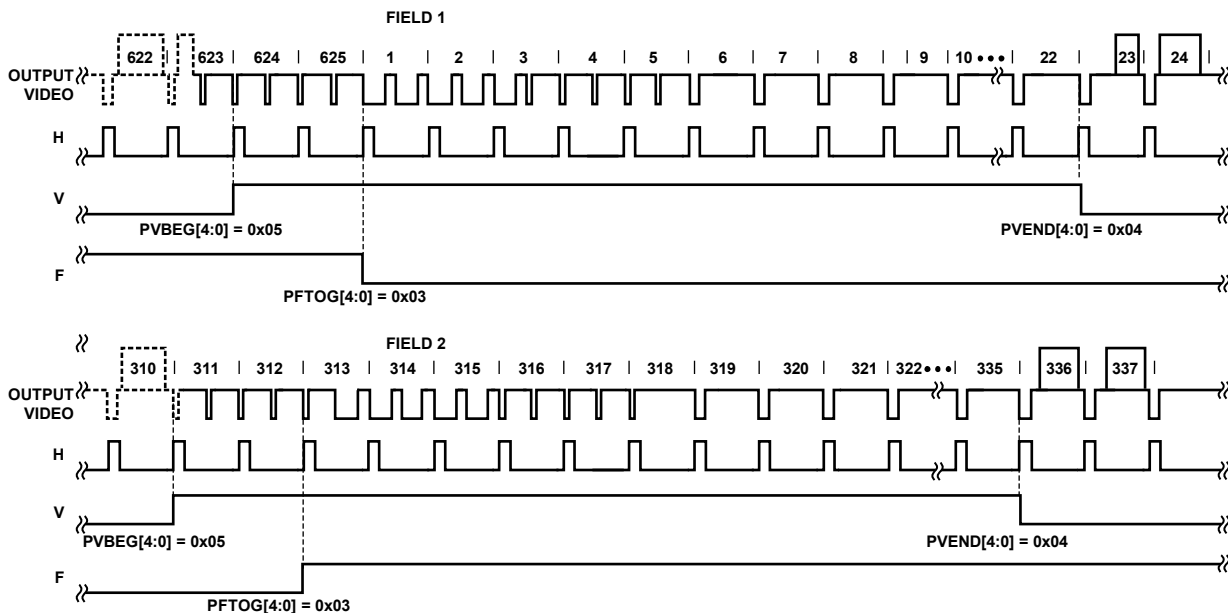 FIELD 1
622 623 624 625 1 2 3 4 5 6 7 8 9 10 ••• 22 23 24
OUTPUT
VIDEO
H
V
PVBEG[4:0] = 0x05
PVEND[4:0] = 0x04
F
PFTOG[4:0] = 0x03
FIELD 2
310 311 312 313 314 315 316 317 318 319 320 321 322 ••• 335 336 337
OUTPUT
VIDEO
H
V
PVBEG[4:0] = 0x05
PVEND[4:0] = 0x04
F
PFTOG[4:0] = 0x03